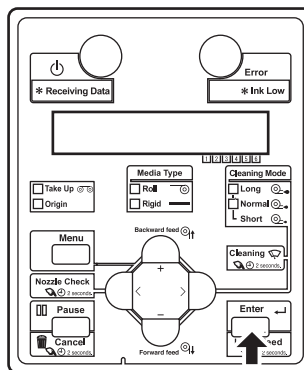 Error
* Receiving Data
* Ink Low
1 2 3 4 5 6
Media Type
Cleaning Mode
Take Up
Origin
Roll
Rigid
Long
Normal
Short
Menu
Backward feed
+
< >
−
Cleaning
2 seconds.
Nozzle Check
2 seconds.
Pause
Cancel
2 seconds.
Forward feed
Enter
2 seconds.